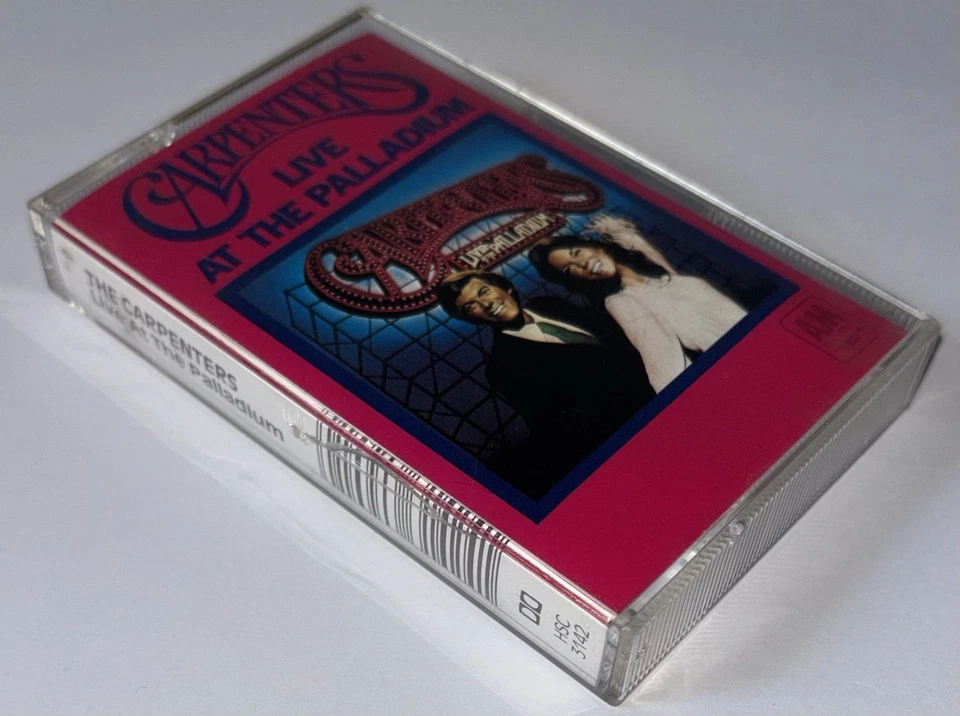 CARPENTERS
LIVE
AT THE PALLADIUM
CARPENTERS
LIVE AT THE PALLADIUM
A&M
THE CARPENTERS
Live At The Palladium
HSC
3142